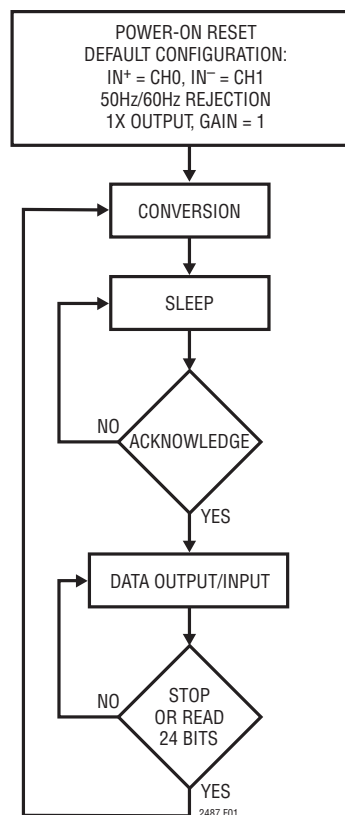 POWER-ON RESET
DEFAULT CONFIGURATION:
IN⁺ = CH0, IN⁻ = CH1
50Hz/60Hz REJECTION
1X OUTPUT, GAIN = 1
CONVERSION
SLEEP
NO
ACKNOWLEDGE
YES
DATA OUTPUT/INPUT
NO
STOP
OR READ
24 BITS
YES
2487 F01